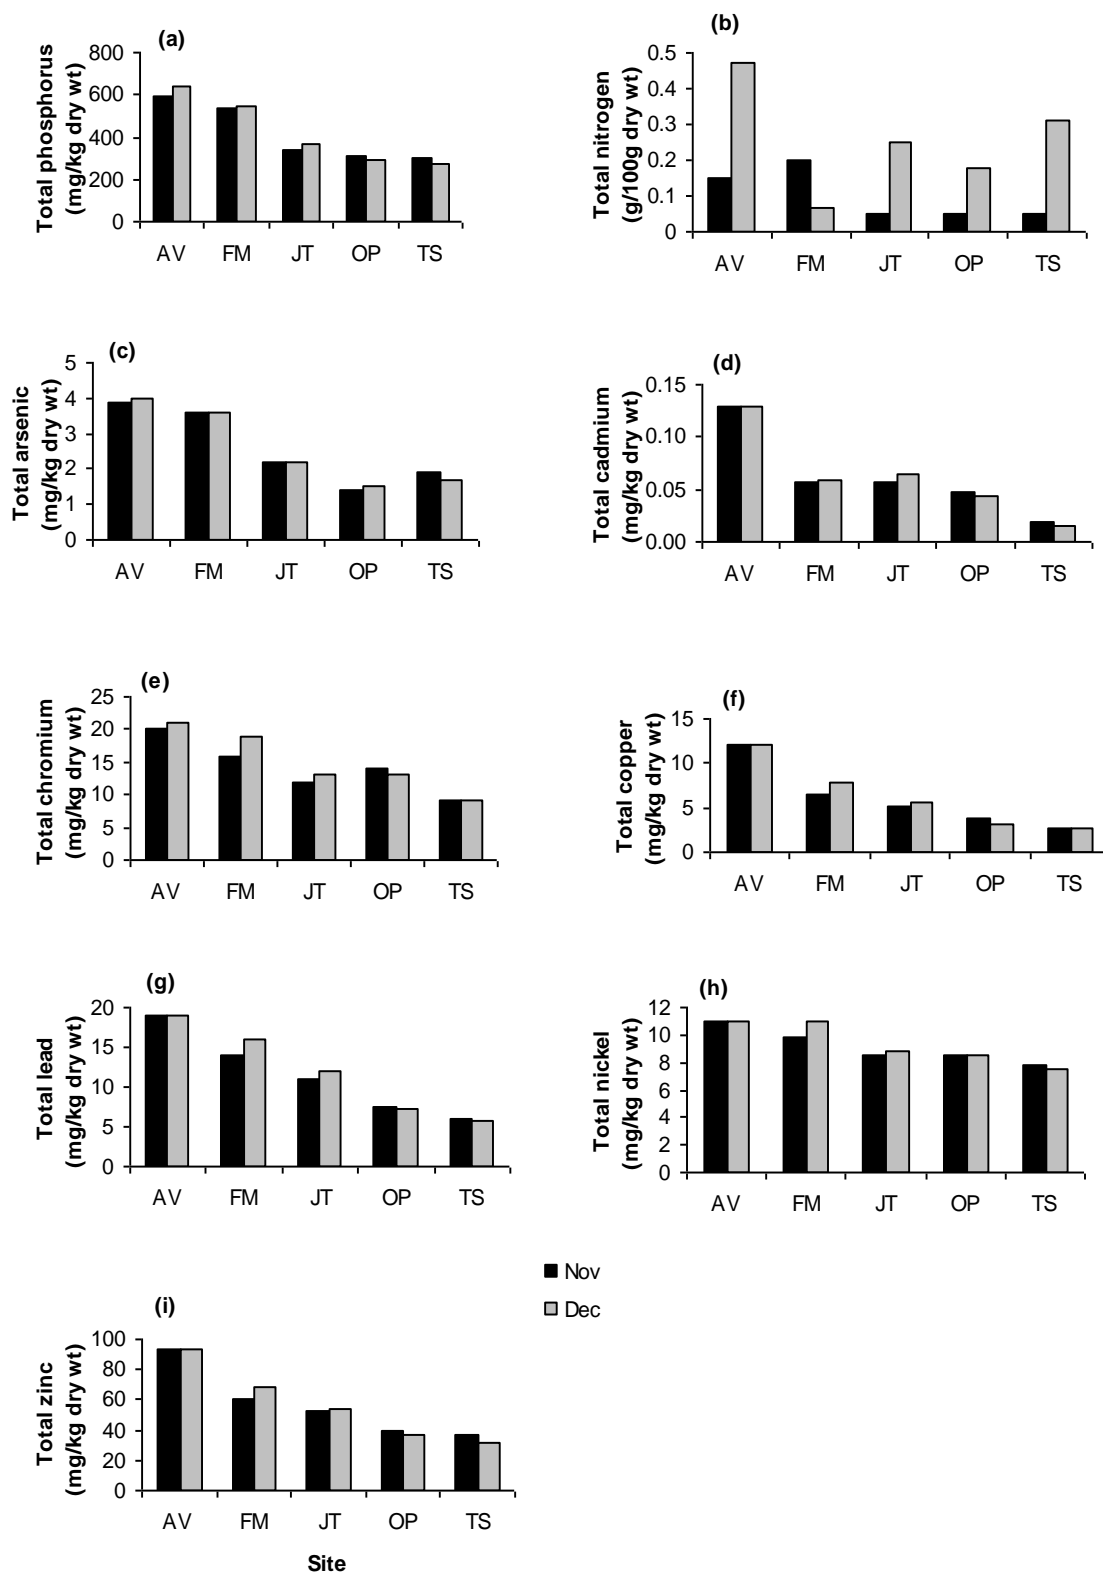 (a)
Total phosphorus
(mg/kg dry wt)
800
600
400
200
0
AV FM JT OP TS
(b)
Total nitrogen
(g/100g dry wt)
0.5
0.4
0.3
0.2
0.1
0
AV FM JT OP TS
(c)
Total arsenic
(mg/kg dry wt)
5
4
3
2
1
0
AV FM JT OP TS
(d)
Total cadmium
(mg/kg dry wt)
0.15
0.10
0.05
0.00
AV FM JT OP TS
(e)
Total chromium
(mg/kg dry wt)
25
20
15
10
5
0
AV FM JT OP TS
(f)
Total copper
(mg/kg dry wt)
15
10
5
0
AV FM JT OP TS
(g)
Total lead
(mg/kg dry wt)
20
15
10
5
0
AV FM JT OP TS
(h)
Total nickel
(mg/kg dry wt)
12
10
8
6
4
2
0
AV FM JT OP TS
Nov
Dec
(i)
Total zinc
(mg/kg dry wt)
100
80
60
40
20
0
AV FM JT OP TS
Site